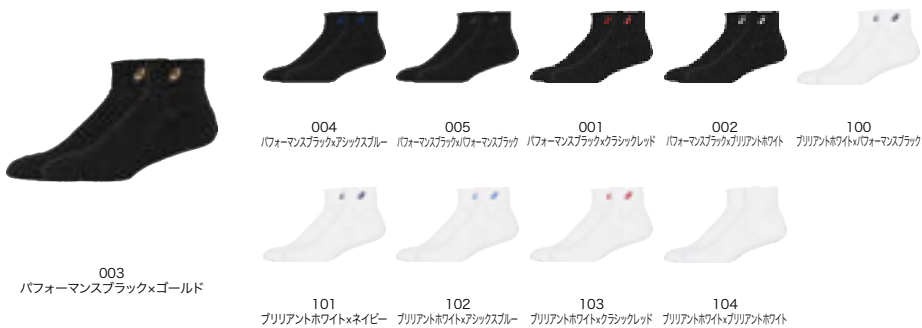 003
パフォーマンスブラック×ゴールド
004
パフォーマンスブラック×アシックスブルー
005
パフォーマンスブラック×パフォーマンスブラック
001
パフォーマンスブラック×クラシックレッド
002
パフォーマンスブラック×ブリリアントホワイト
100
ブリリアントホワイト×パフォーマンスブラック
101
ブリリアントホワイト×ネイビー
102
ブリリアントホワイト×アシックスブルー
103
ブリリアントホワイト×クラシックレッド
104
ブリリアントホワイト×ブリリアントホワイト